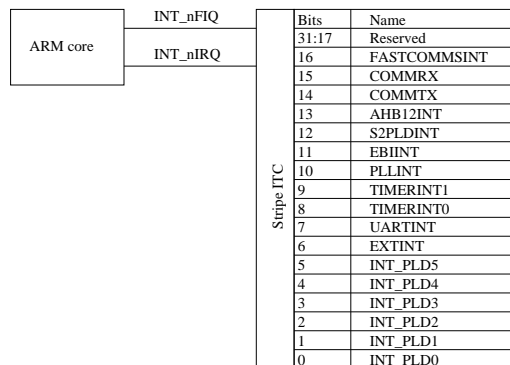 INT_nFIQ
ARM core
INT_nIRQ
Stripe ITC
Bits Name
31:17 Reserved
16 FASTCOMMSINT
15 COMMRX
14 COMMTX
13 AHB12INT
12 S2PLDINT
11 EBIINT
10 PLLINT
9 TIMERINT1
8 TIMERINT0
7 UARTINT
6 EXTINT
5 INT_PLD5
4 INT_PLD4
3 INT_PLD3
2 INT_PLD2
1 INT_PLD1
0 INT_PLD0